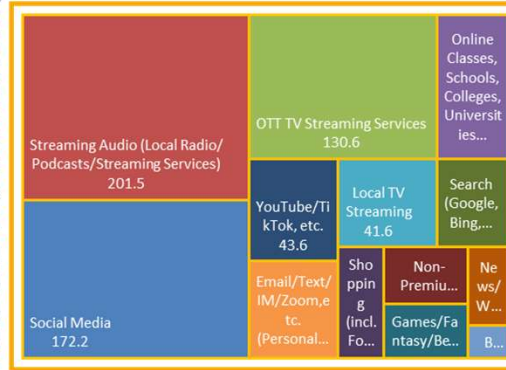 Streaming Audio (Local Radio/
Podcasts/Streaming Services)
201.5
Social Media
172.2
OTT TV Streaming Services
130.6
YouTube/Ti
kTok, etc.
43.6
Local TV
Streaming
41.6
Email/Text/
IM/Zoom,e
tc.
(Personal...
Online
Classes,
Schools,
Colleges,
Universiti
es...
Search
(Google,
Bing,...
Sho
ppin
g
(incl.
Fo...
Non-
Premiu...
Games/Fa
ntasy/Be...
Ne
ws/
W...
B...